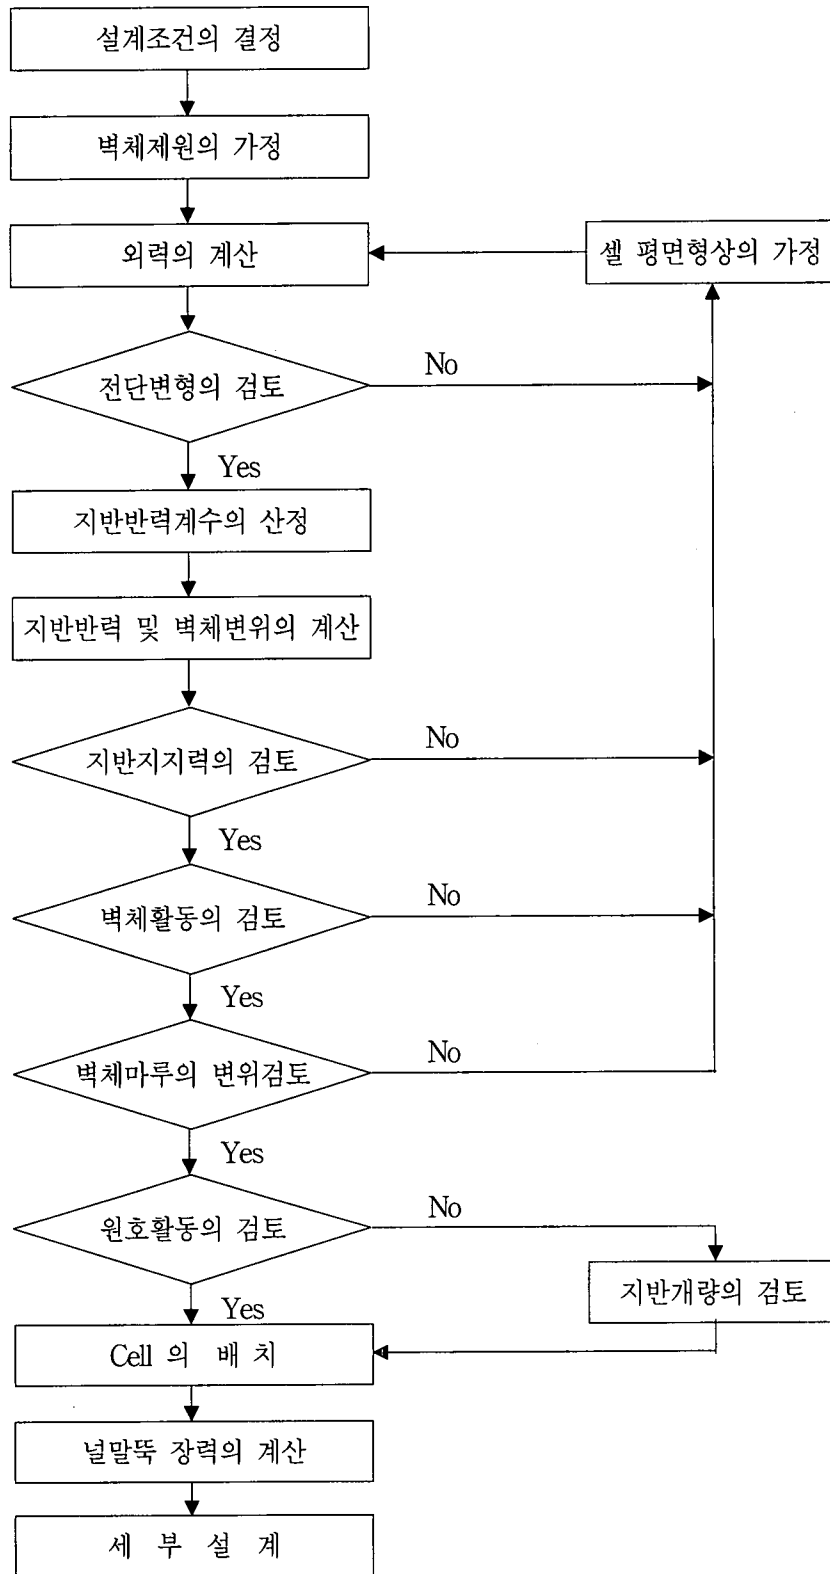 설계조건의 결정
벽체제원의 가정
외력의 계산
셀 평면형상의 가정
전단변형의 검토
No
Yes
지반반력계수의 산정
지반반력 및 벽체변위의 계산
지반지지력의 검토
No
Yes
벽체활동의 검토
No
Yes
벽체마루의 변위검토
No
Yes
원호활동의 검토
No
지반개량의 검토
Yes
Cell 의 배 치
널말뚝 장력의 계산
세 부 설 계